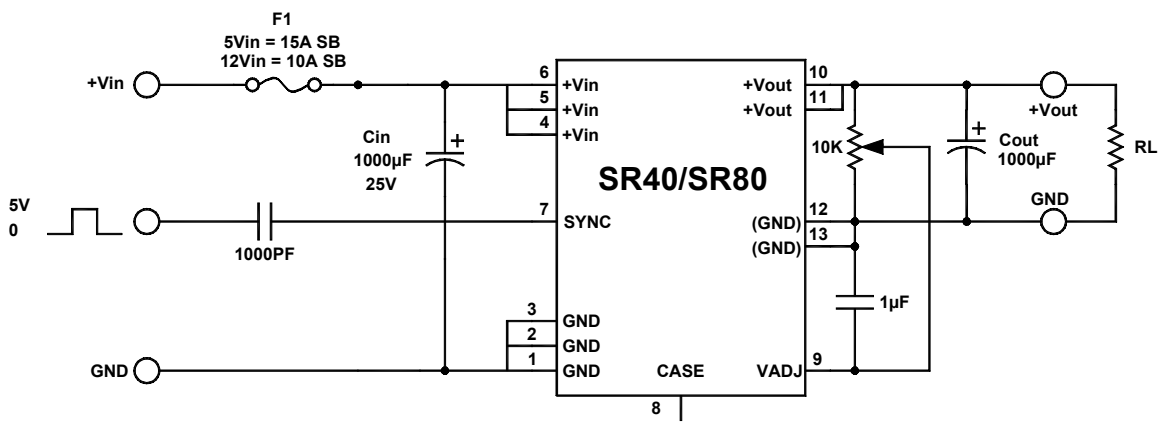 F1
5Vin = 15A SB
12Vin = 10A SB
+Vin
6
+Vin
5
+Vin
4
+Vin
10
+Vout
11
+Vout
+Vout
Cin
1000µF
25V
+
10K
+
Cout
1000µF
RL
SR40/SR80
5V
0
1000PF
7
SYNC
12
(GND)
13
(GND)
GND
1µF
3
GND
2
GND
1
GND
GND
CASE
8
VADJ
9